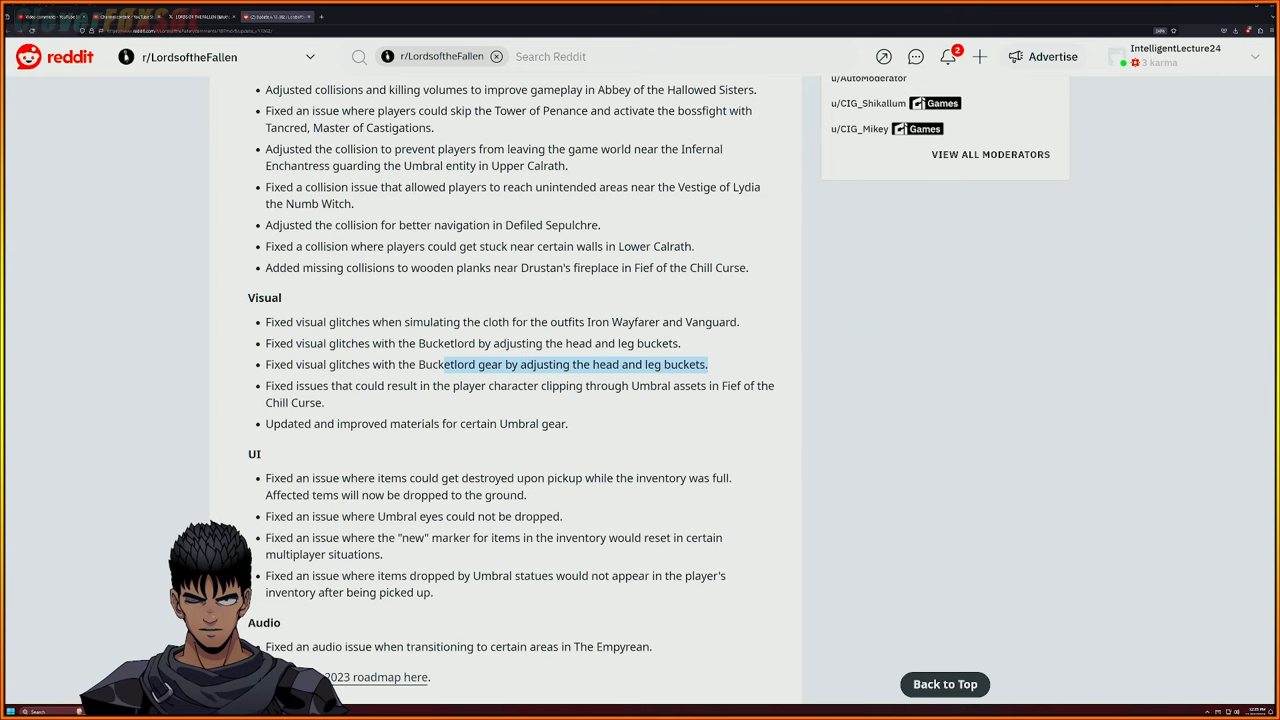 LORDS OF THE FALLEN
reddit
r/LordsoftheFallen
r/LordsoftheFallen
Search Reddit
2
Advertise
IntelligentLecture24
3 karma
Adjusted collisions and killing volumes to improve gameplay in Abbey of the Hallowed Sisters.
Fixed an issue where players could skip the Tower of Penance and activate the bossfight with
Tancred, Master of Castigations.
Adjusted the collision to prevent players from leaving the game world near the Infernal
Enchantress guarding the Umbral entity in Upper Calrath.
Fixed a collision issue that allowed players to reach unintended areas near the Vestige of Lydia
the Numb Witch.
Adjusted the collision for better navigation in Defiled Sepulchre.
Fixed a collision where players could get stuck near certain walls in Lower Calrath.
Added missing collisions to wooden planks near Drustan's fireplace in Fief of the Chill Curse.
Visual
Fixed visual glitches when simulating the cloth for the outfits Iron Wayfarer and Vanguard.
Fixed visual glitches with the Bucketlord by adjusting the head and leg buckets.
Fixed visual glitches with the Bucketlord gear by adjusting the head and leg buckets.
Fixed issues that could result in the player character clipping through Umbral assets in Fief of the
Chill Curse.
Updated and improved materials for certain Umbral gear.
UI
Fixed an issue where items could get destroyed upon pickup while the inventory was full.
Affected tems will now be dropped to the ground.
Fixed an issue where Umbral eyes could not be dropped.
Fixed an issue where the "new" marker for items in the inventory would reset in certain
multiplayer situations.
Fixed an issue where items dropped by Umbral statues would not appear in the player's
inventory after being picked up.
Audio
Fixed an audio issue when transitioning to certain areas in The Empyrean.
2023 roadmap here.
u/AutoModerator
u/CIG_Shikallum Games
u/CIG_Mikey Games
VIEW ALL MODERATORS
Back to Top
Search